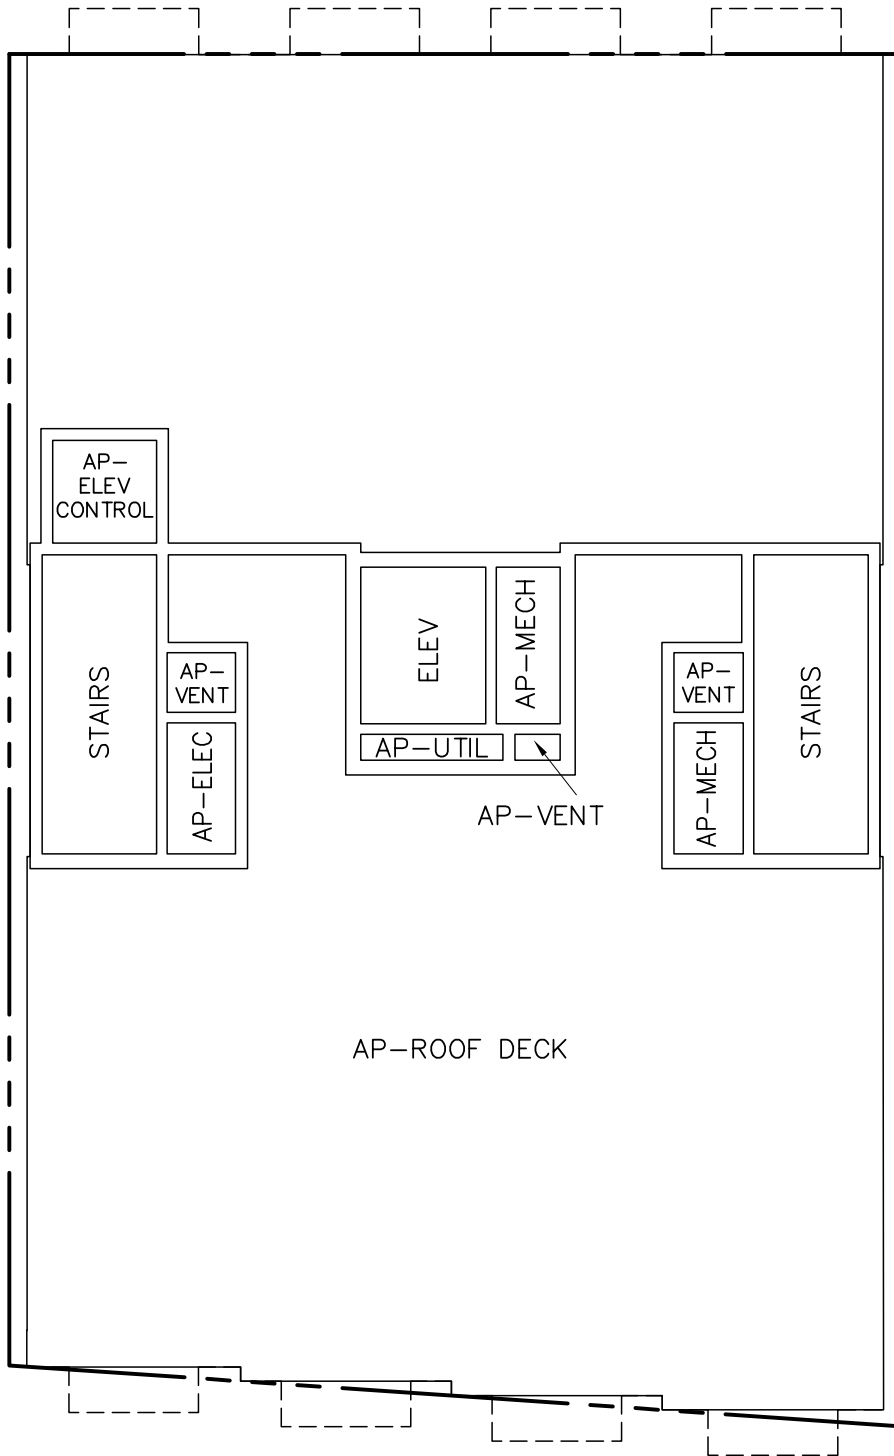 AP-
ELEV
CONTROL
STAIRS
AP-
VENT
AP-ELEC
ELEV
AP-MECH
AP-UTIL
AP-VENT
AP-
VENT
AP-MECH
STAIRS
AP-ROOF DECK